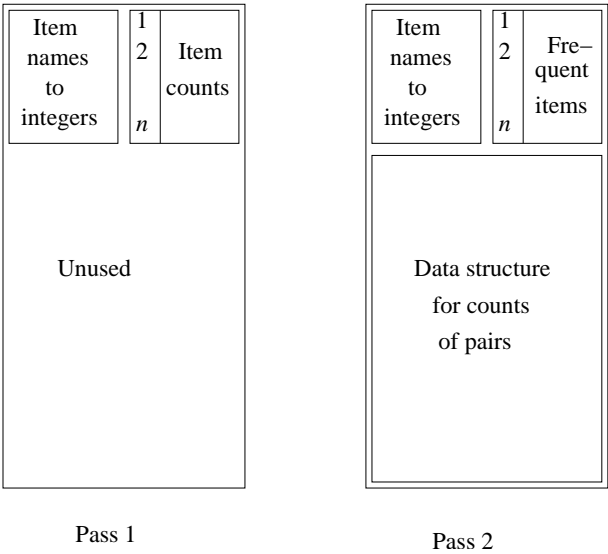 Item
names
to
integers
1
2
n
Item
counts
Unused
Pass 1
Item
names
to
integers
1
2
n
Fre–
quent
items
Data structure
for counts
of pairs
Pass 2